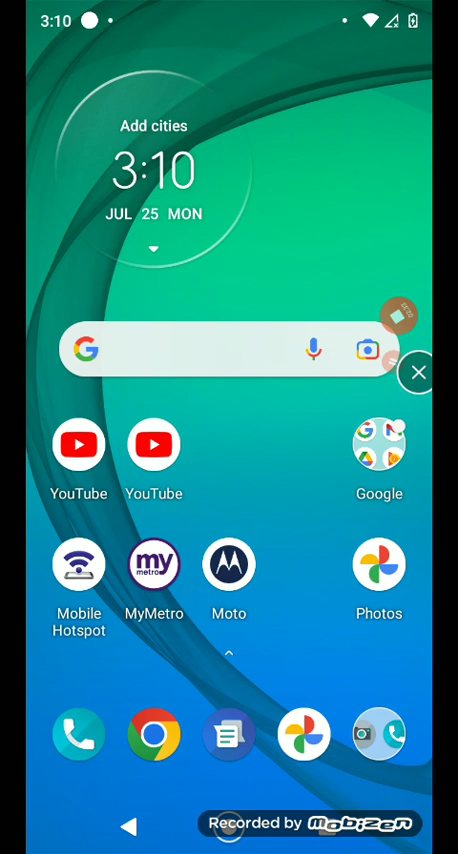 3:10
Add cities
3:10
JUL 25 MON
YouTube YouTube Google
my
metro
Mobile Hotspot MyMetro Moto Photos
Recorded by mobizen